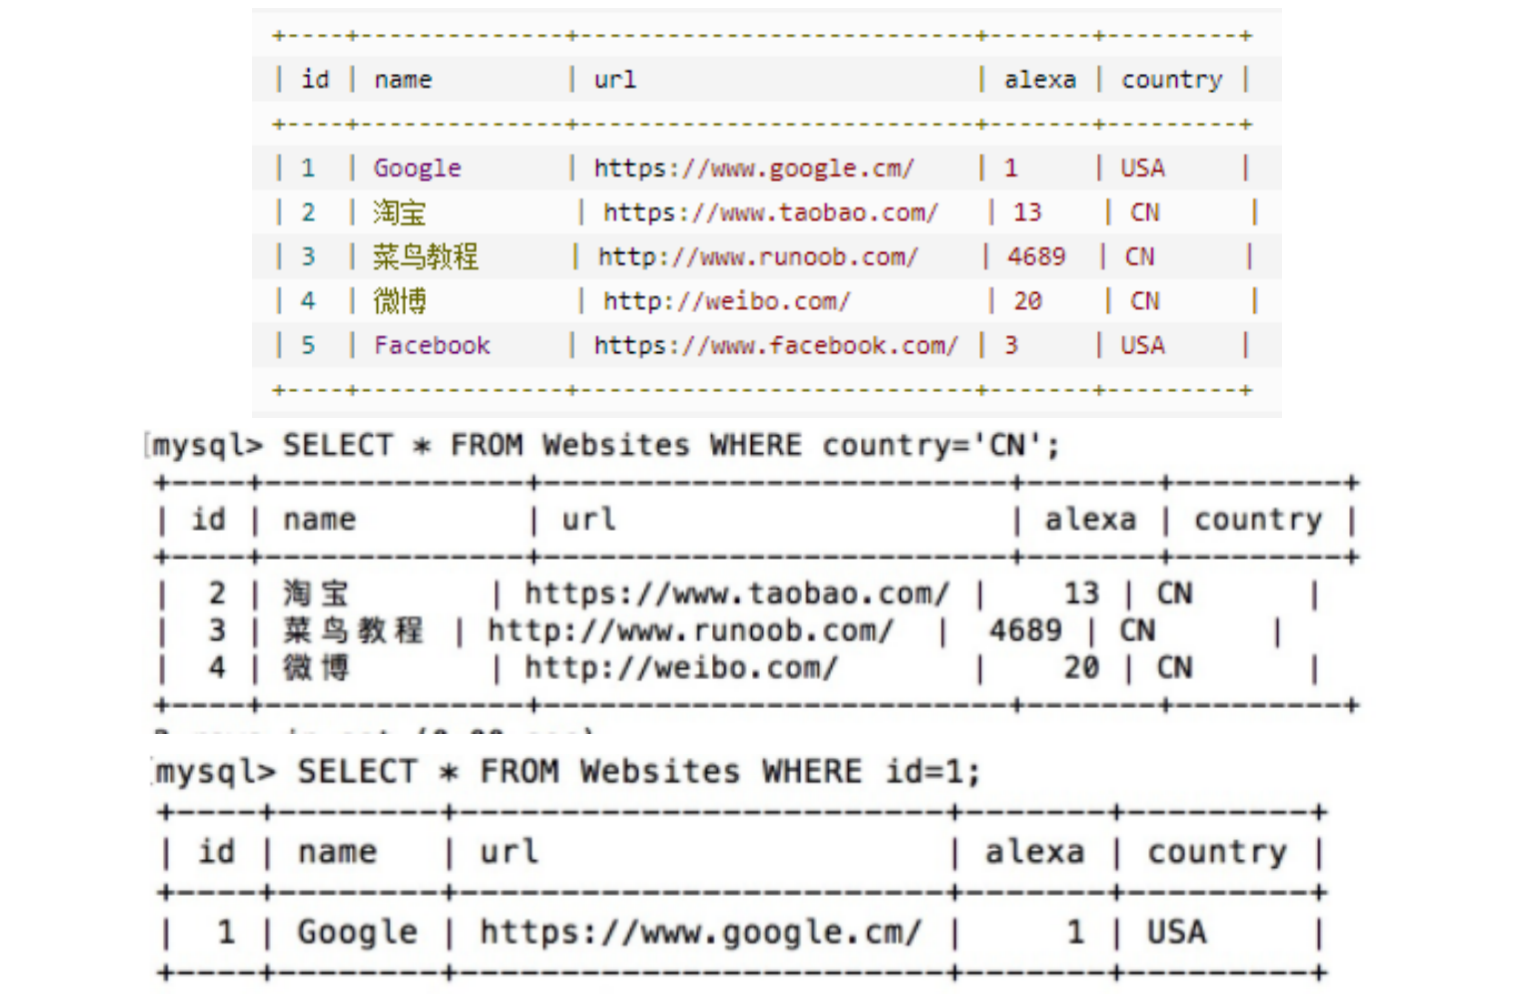 +----+--------------+---------------------------+-------+---------+
| id | name         | url                       | alexa | country |
+----+--------------+---------------------------+-------+---------+
| 1  | Google       | https://www.google.cm/    | 1     | USA     |
| 2  | 淘宝          | https://www.taobao.com/   | 13    | CN      |
| 3  | 菜鸟教程      | http://www.runoob.com/    | 4689  | CN      |
| 4  | 微博          | http://weibo.com/         | 20    | CN      |
| 5  | Facebook     | https://www.facebook.com/ | 3     | USA     |
+----+--------------+---------------------------+-------+---------+
mysql> SELECT * FROM Websites WHERE country='CN';
+----+--------------+-------------------------+-------+---------+
| id | name         | url                     | alexa | country |
+----+--------------+-------------------------+-------+---------+
|  2 | 淘宝       | https://www.taobao.com/ |    13 | CN      |
|  3 | 菜鸟教程 | http://www.runoob.com/  |  4689 | CN      |
|  4 | 微博       | http://weibo.com/       |    20 | CN      |
+----+--------------+-------------------------+-------+---------+
mysql> SELECT * FROM Websites WHERE id=1;
+----+--------+------------------------+-------+---------+
| id | name   | url                    | alexa | country |
+----+--------+------------------------+-------+---------+
|  1 | Google | https://www.google.cm/ |     1 | USA     |
+----+--------+------------------------+-------+---------+